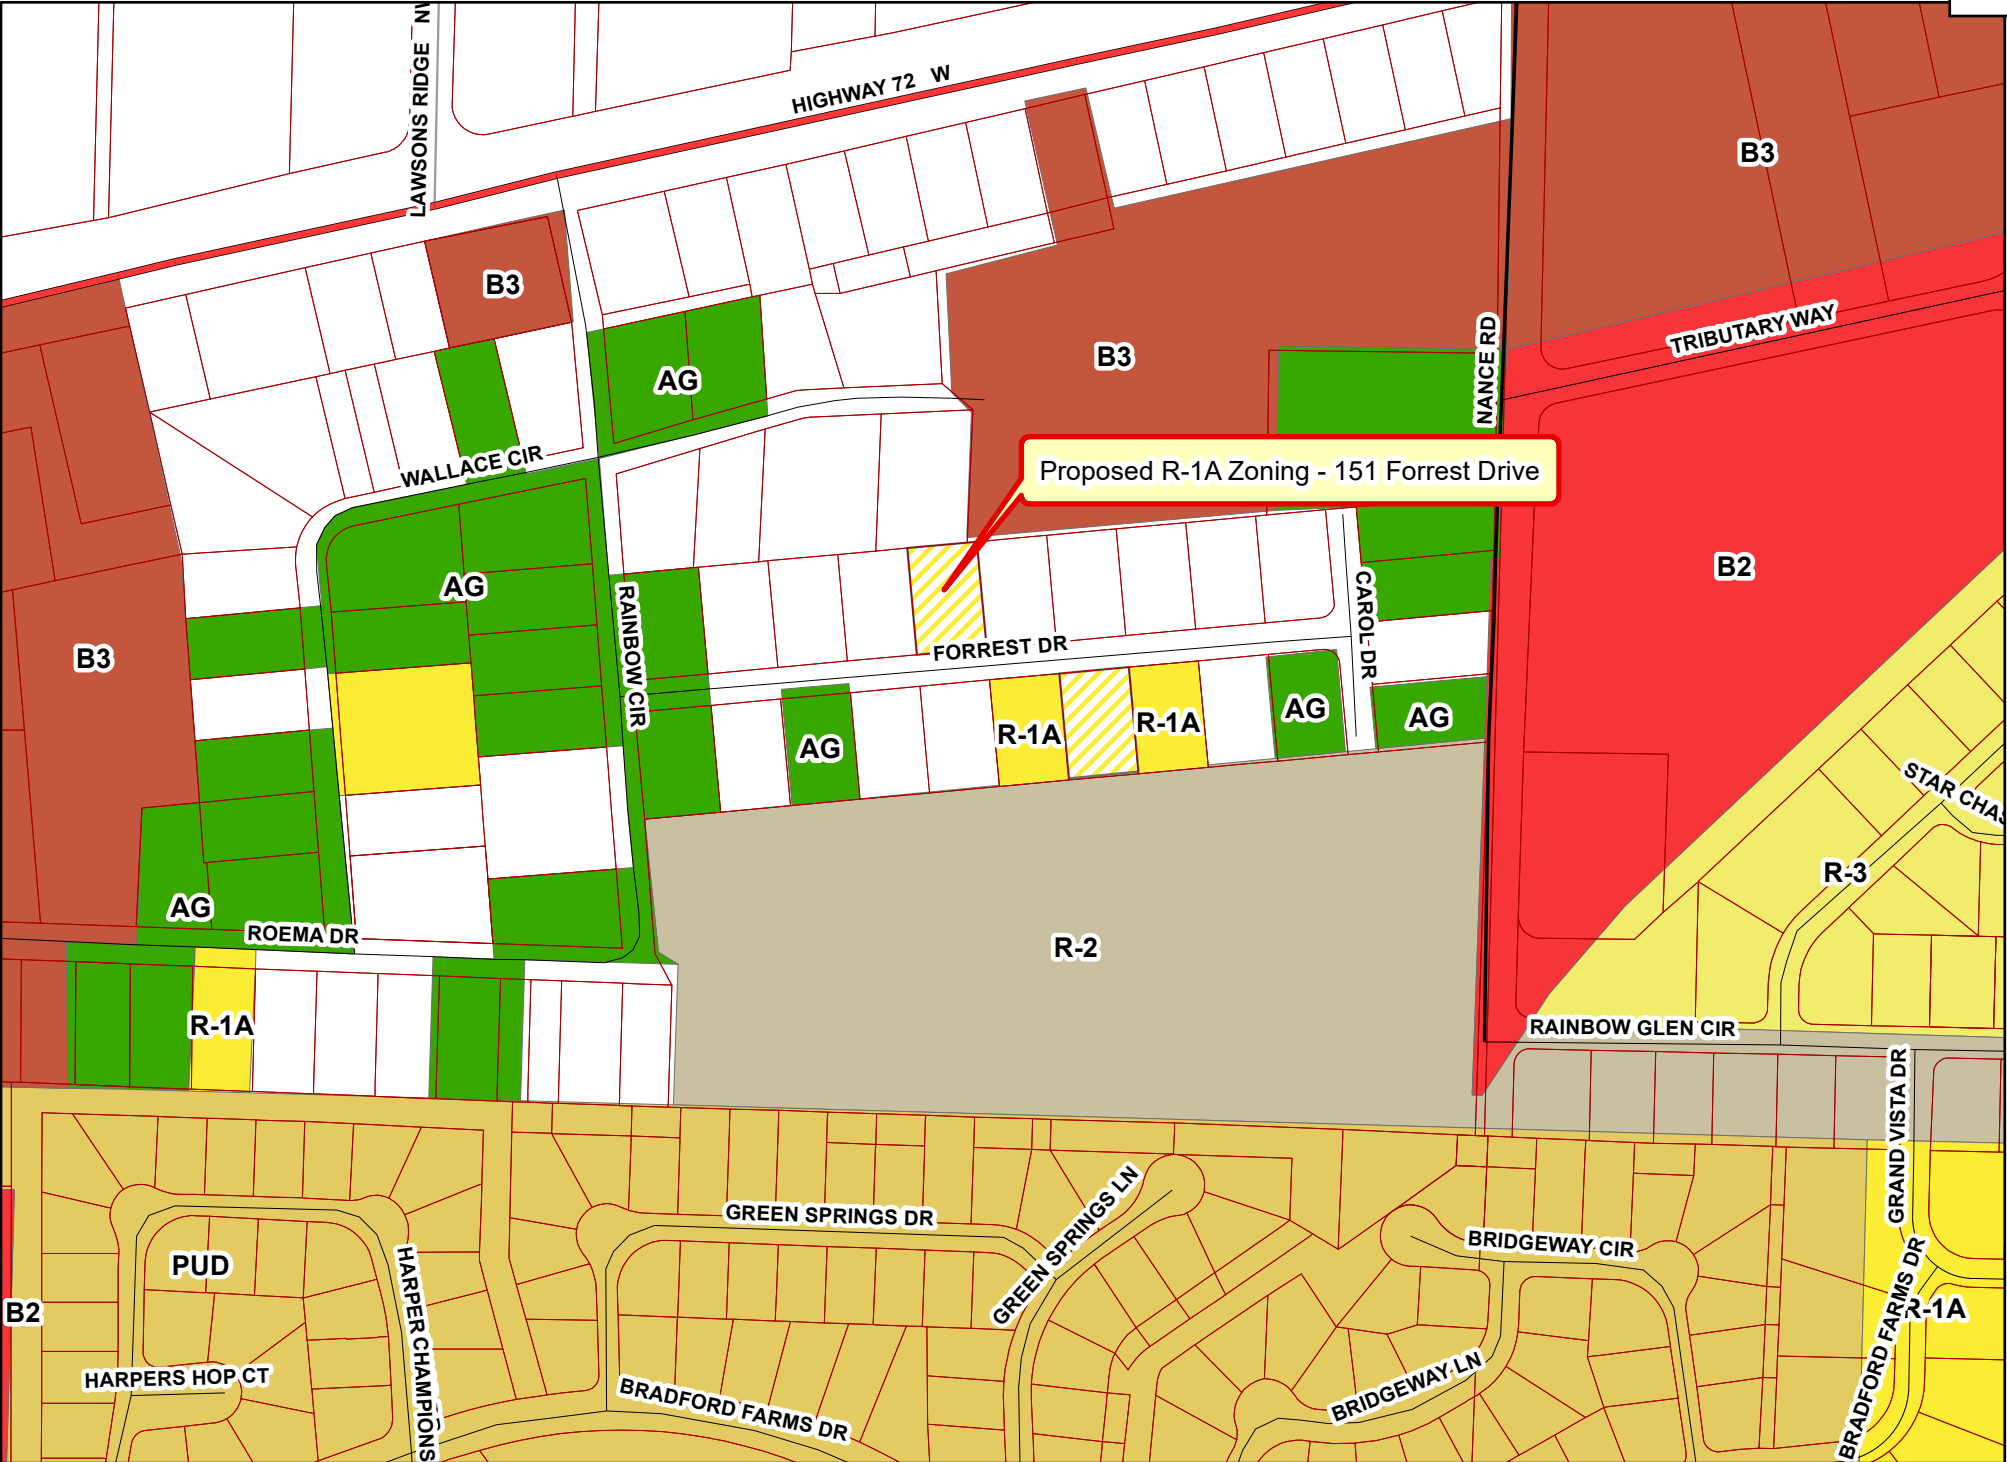 LAWSONS RIDGE
HIGHWAY 72 W
B3
B3
B3
TRIBUTARY WAY
NANCE RD
AG
WALLACE CIR
Proposed R-1A Zoning - 151 Forrest Drive
AG
RAINBOW CIR
CAROL DR
B2
B3
FORREST DR
AG
R-1A
R-1A
AG
AG
STAR
R-3
AG
ROEMA DR
R-2
R-1A
RAINBOW GLEN CIR
GRAND VISTA DR
GREEN SPRINGS DR
GREEN SPRINGS LN
BRIDGEWAY CIR
PUD
HARPER CHAMPIONS
B2
R-1A
BRADFORD FARMS DR
HARPERS HOP CT
BRADFORD FARMS DR
BRIDGEWAY LN